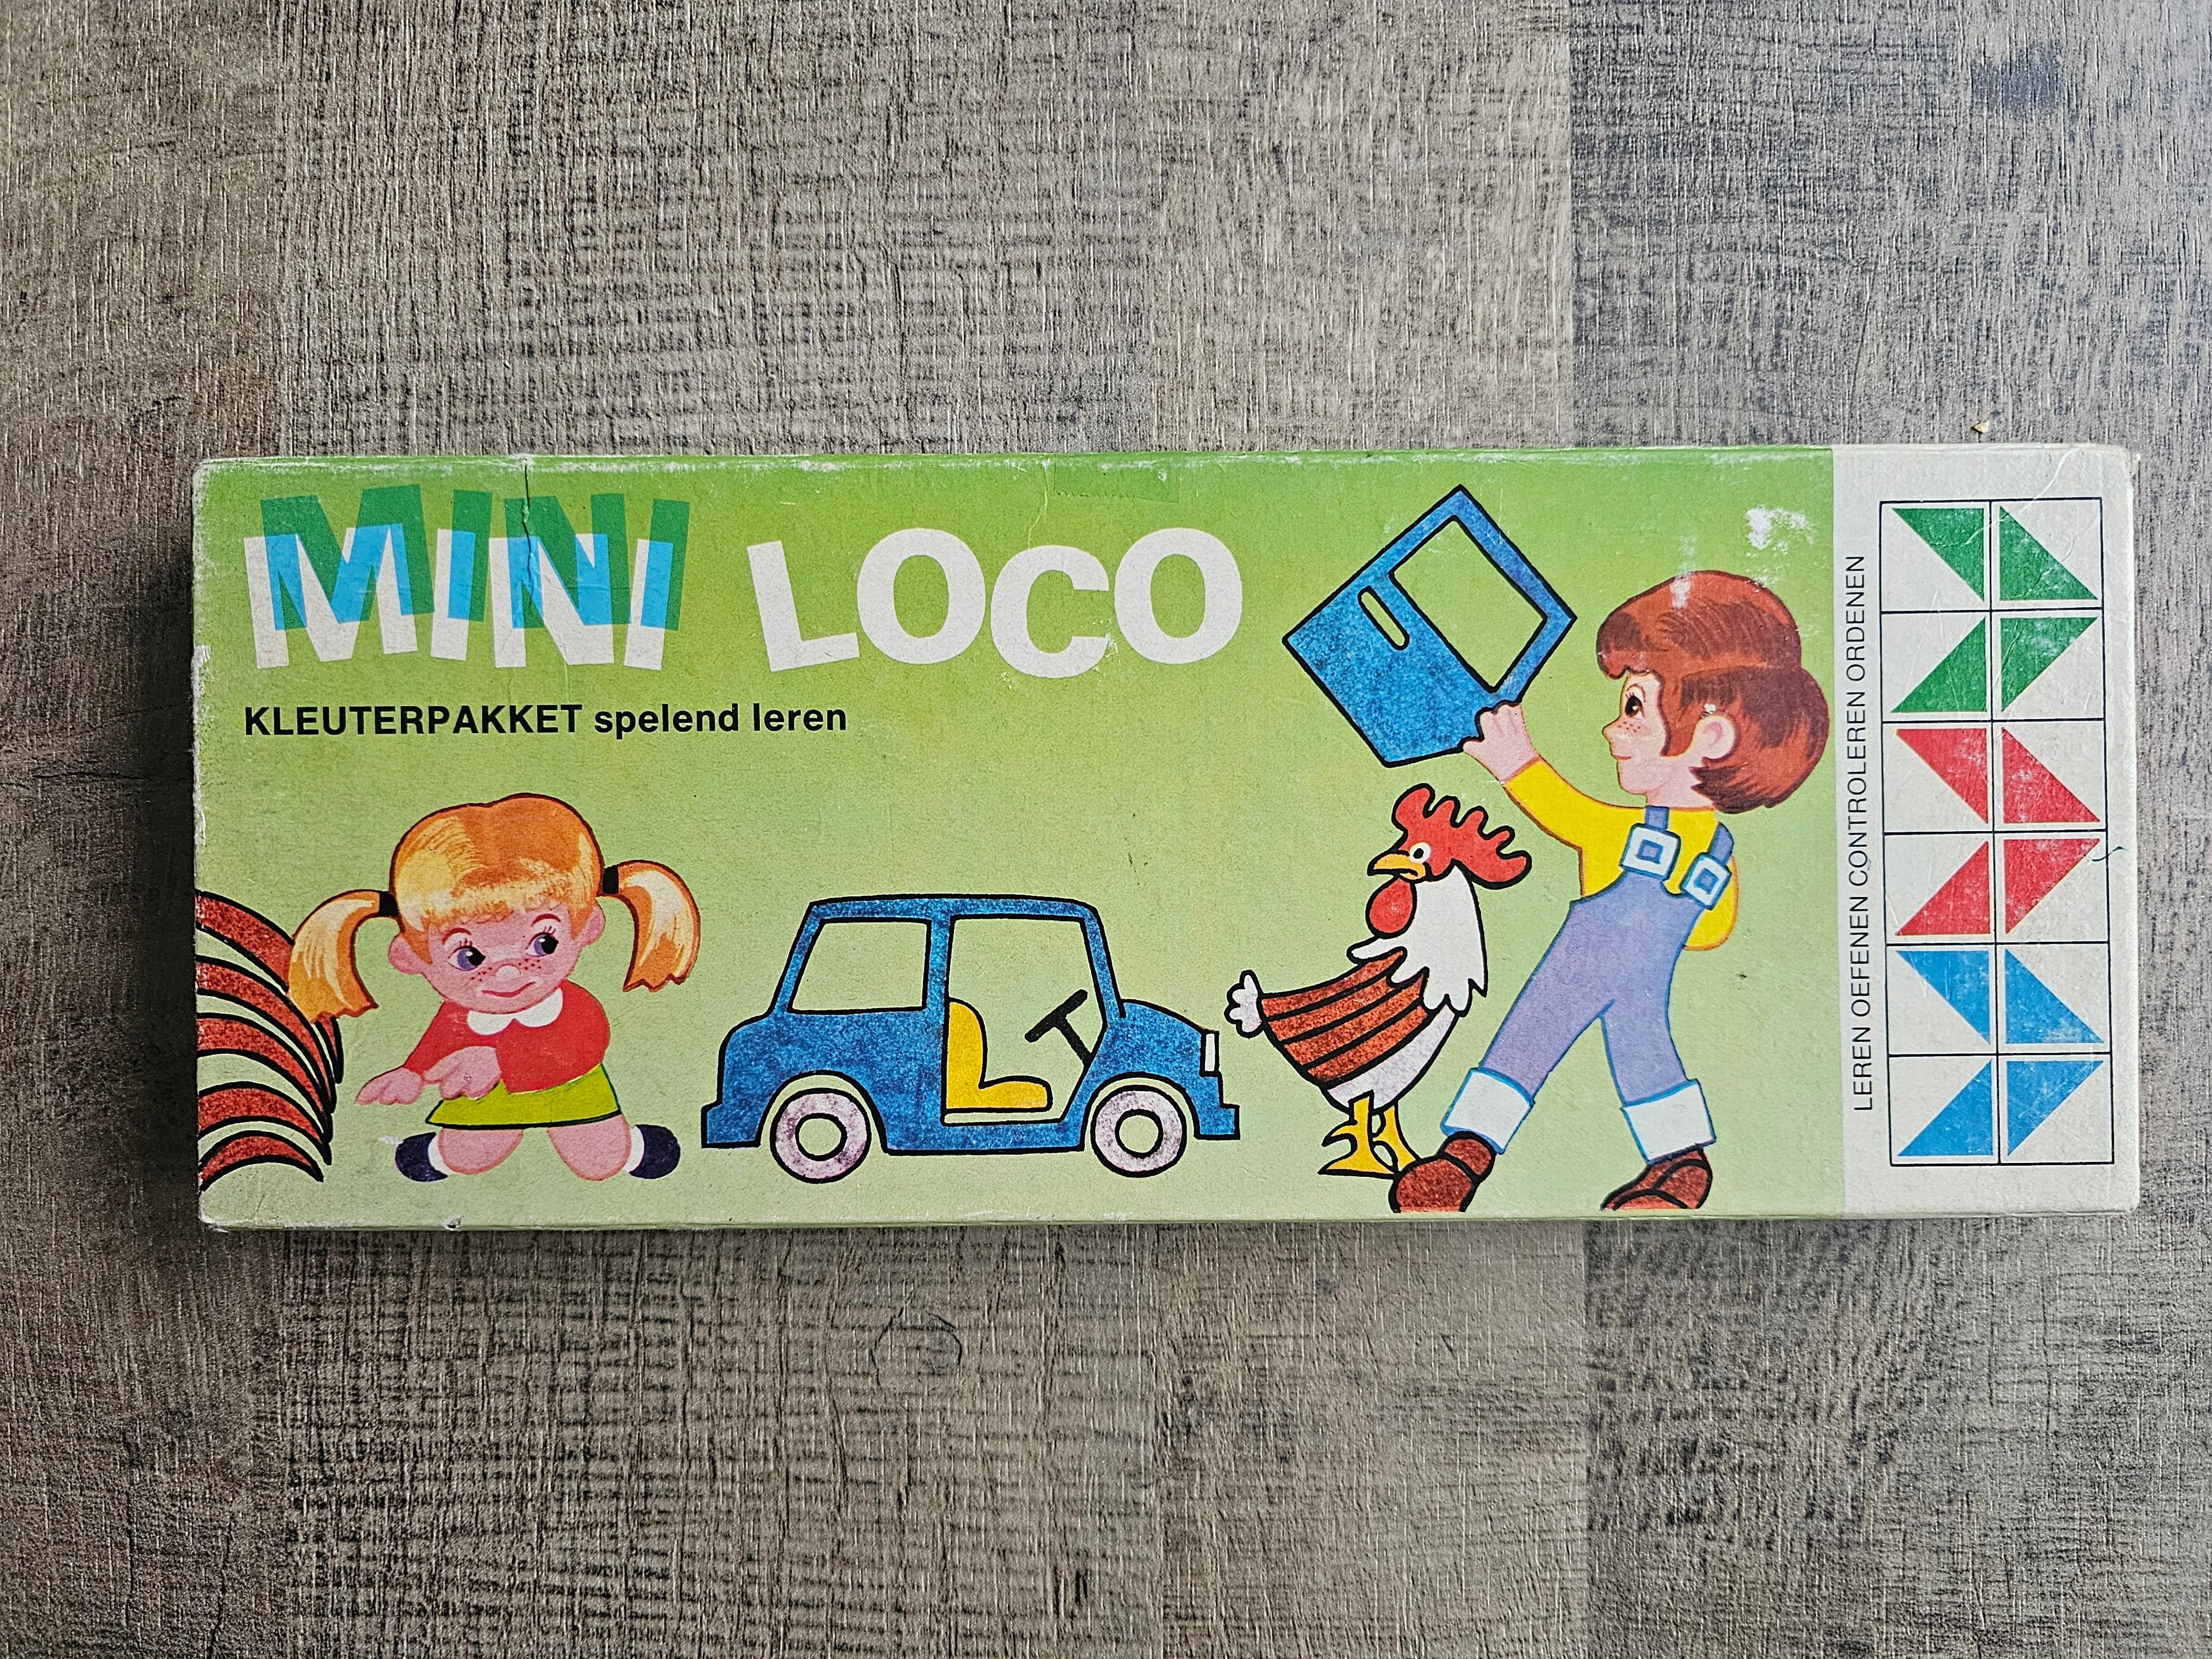 MINI LOCO
KLEUTERPAKKET spelend leren
LEREN OEFENEN CONTROLEREN ORDENEN